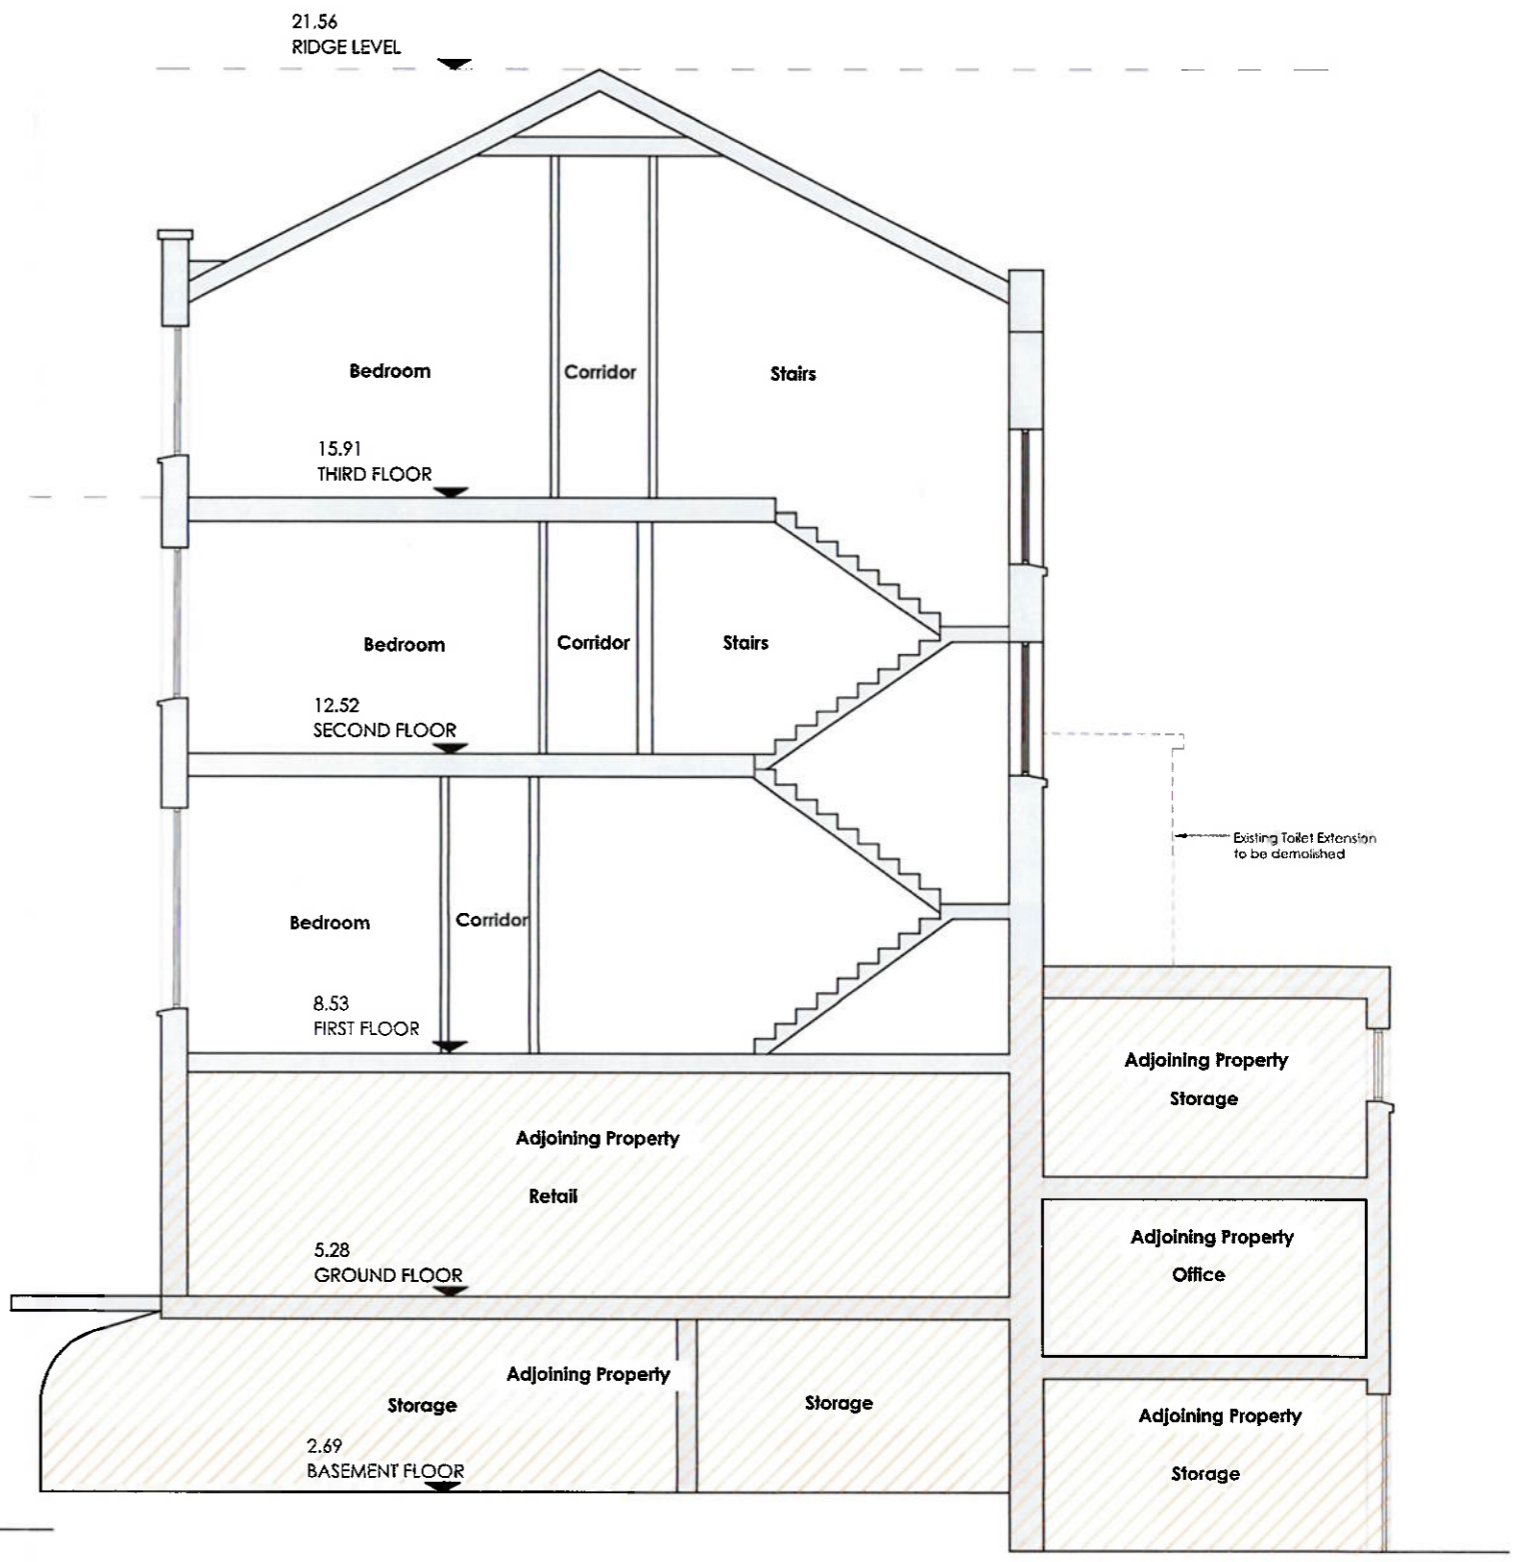 21.56
RIDGE LEVEL
Bedroom
Corridor
Stairs
15.91
THIRD FLOOR
Bedroom
Corridor
Stairs
12.52
SECOND FLOOR
Existing Toilet Extension
to be demolished
Bedroom
Corridor
8.53
FIRST FLOOR
Adjoining Property
Storage
Adjoining Property
Retail
Adjoining Property
Office
5.28
GROUND FLOOR
Adjoining Property
Storage
Storage
Adjoining Property
Storage
2.69
BASEMENT FLOOR